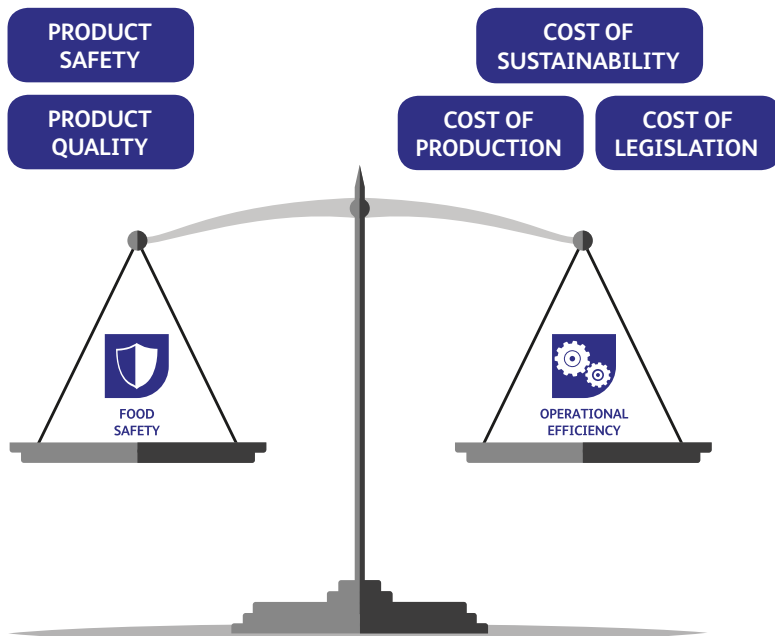 PRODUCT
SAFETY
PRODUCT
QUALITY
COST OF
SUSTAINABILITY
COST OF
PRODUCTION
COST OF
LEGISLATION
FOOD
SAFETY
OPERATIONAL
EFFICIENCY